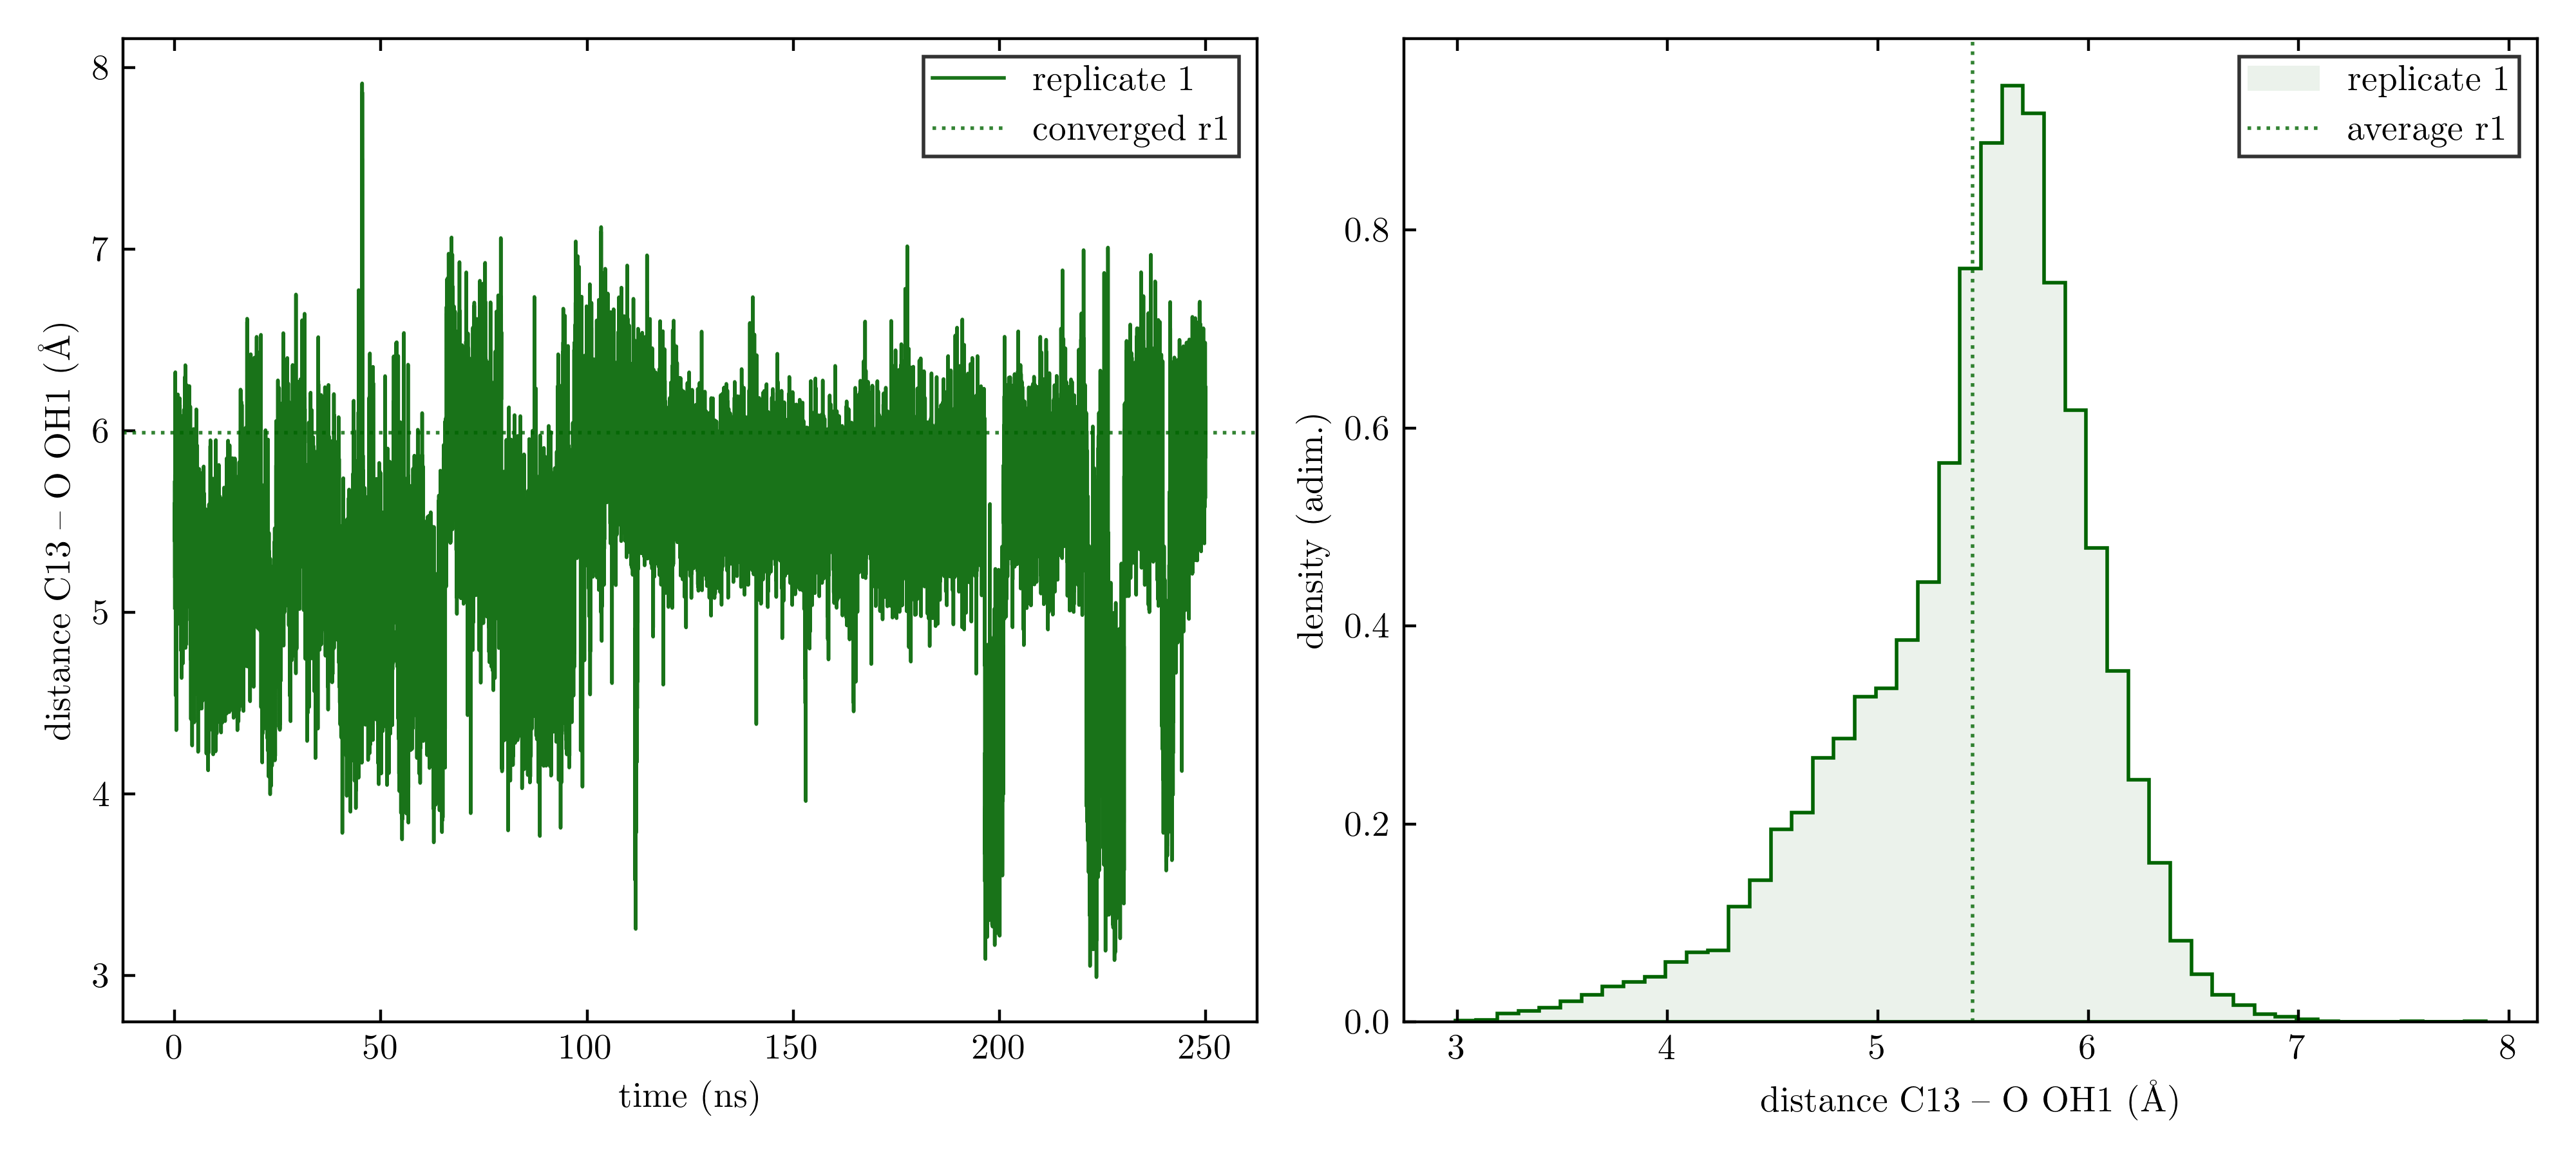 8
7
6
5
4
3
distance C13 – O OH1 (Å)
0 50 100 150 200 250
time (ns)
replicate 1
converged r1
0.8
0.6
0.4
0.2
0.0
density (adim.)
3 4 5 6 7 8
distance C13 – O OH1 (Å)
replicate 1
average r1